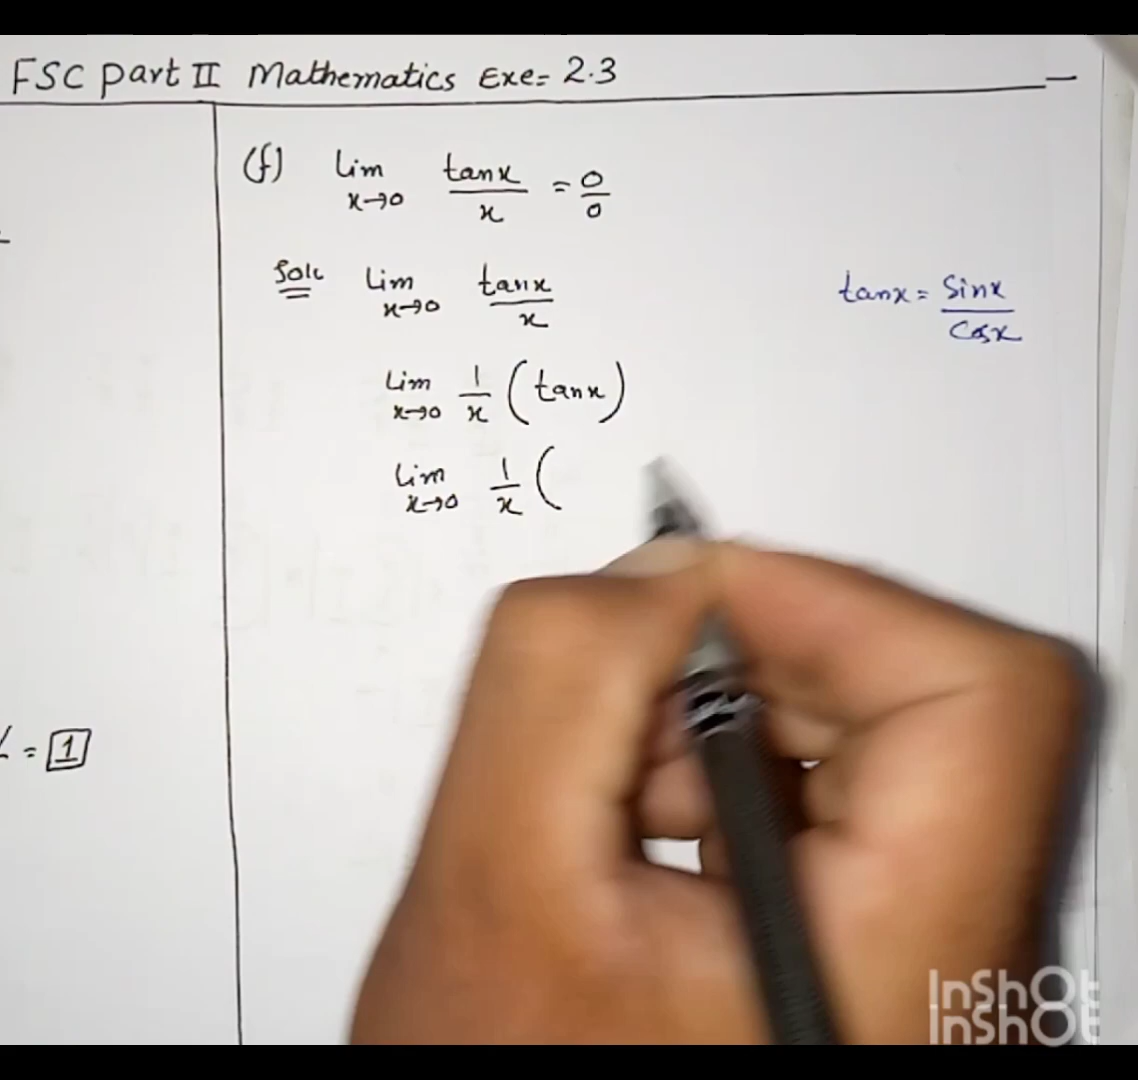 FSC Part II Mathematics Exe= 2.3
(f) lim x→0 tanx/x = 0/0
Sol: lim x→0 tanx/x
tanx = Sinx/Cosx
lim x→0 1/x (tanx)
lim x→0 1/x (
= 1
InShOt
InShOt